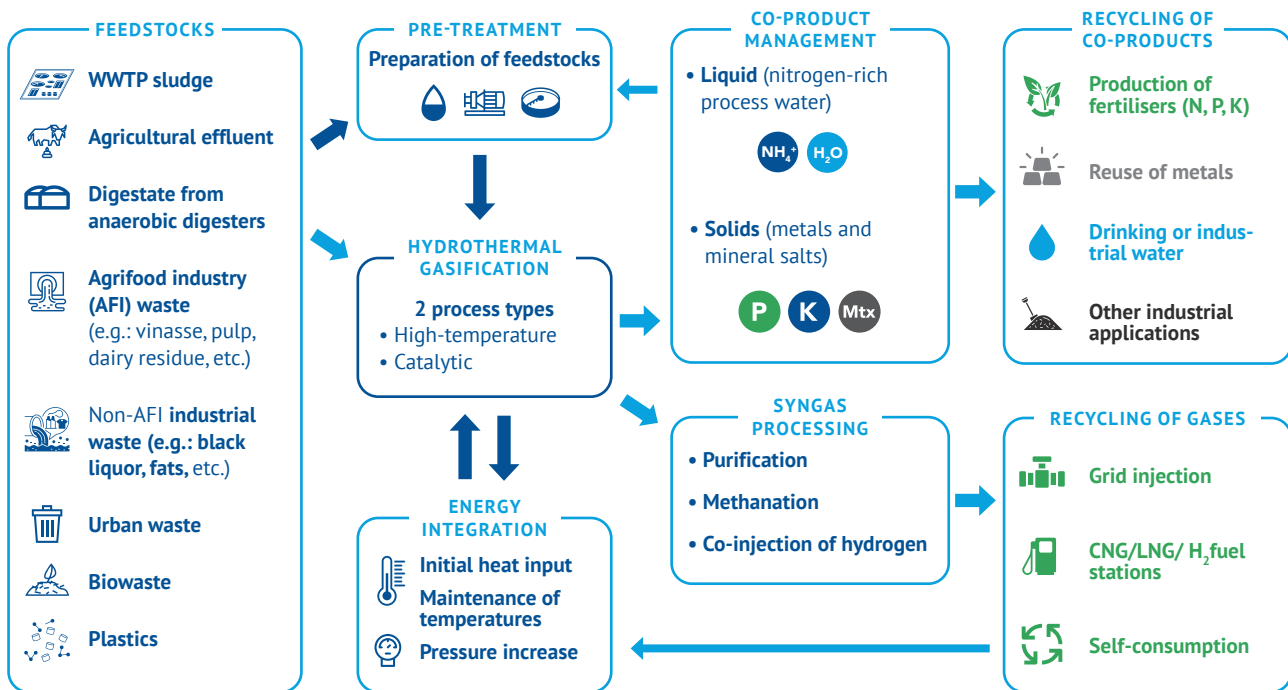 FEEDSTOCKS
WWTP sludge
Agricultural effluent
Digestate from
anaerobic digesters
Agrifood industry
(AFI) waste
(e.g.: vinasse, pulp,
dairy residue, etc.)
Non-AFI industrial
waste (e.g.: black
liquor, fats, etc.)
Urban waste
Biowaste
Plastics
PRE-TREATMENT
Preparation of feedstocks
HYDROTHERMAL
GASIFICATION
2 process types
• High-temperature
• Catalytic
ENERGY
INTEGRATION
Initial heat input
Maintenance of
temperatures
Pressure increase
CO-PRODUCT
MANAGEMENT
• Liquid (nitrogen-rich
process water)
NH₄⁺ H₂O
• Solids (metals and
mineral salts)
P K Mtx
SYNGAS
PROCESSING
• Purification
• Methanation
• Co-injection of hydrogen
RECYCLING OF
CO-PRODUCTS
Production of
fertilisers (N, P, K)
Reuse of metals
Drinking or indus-
trial water
Other industrial
applications
RECYCLING OF GASES
Grid injection
CNG/LNG/ H₂fuel
stations
Self-consumption